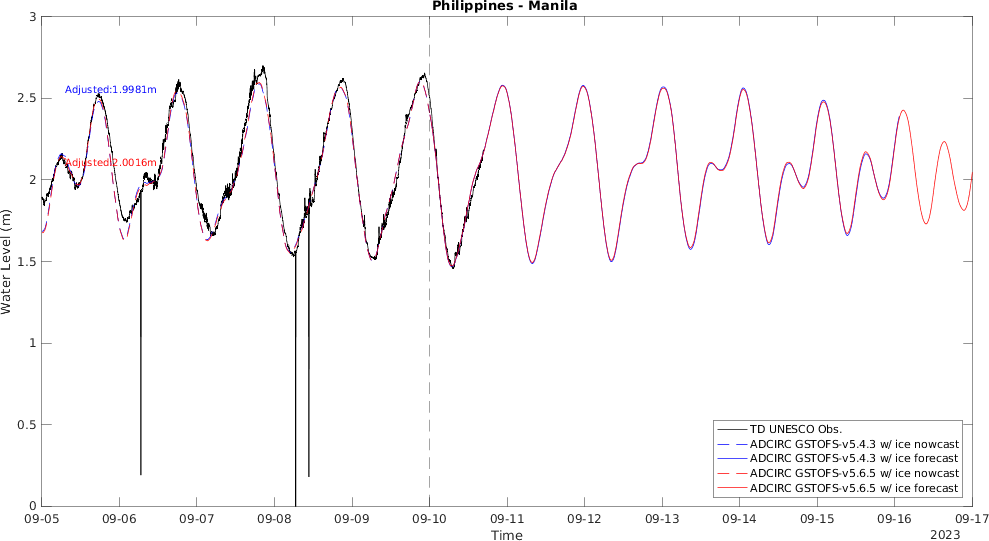 Philippines - Manila
3
2.5
2
1.5
1
0.5
0
Water Level (m)
Adjusted:1.9981m
Adjusted:2.0016m
TD UNESCO Obs.
ADCIRC GSTOFS-v5.4.3 w/ ice nowcast
ADCIRC GSTOFS-v5.4.3 w/ ice forecast
ADCIRC GSTOFS-v5.6.5 w/ ice nowcast
ADCIRC GSTOFS-v5.6.5 w/ ice forecast
09-05 09-06 09-07 09-08 09-09 09-10 09-11 09-12 09-13 09-14 09-15 09-16 09-17
Time
2023